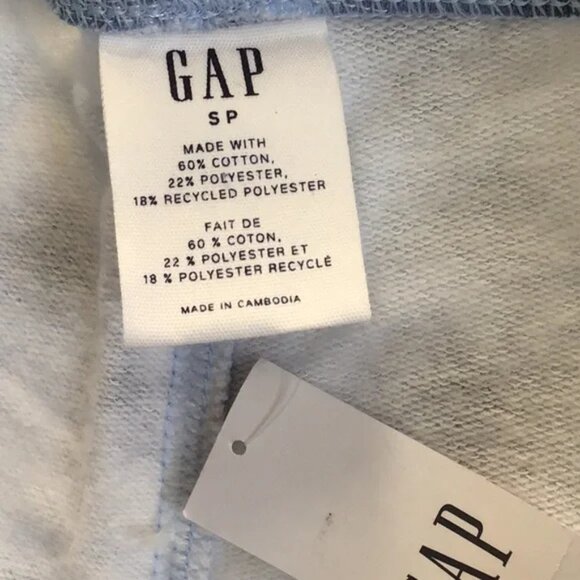 GAP
SP
MADE WITH
60% COTTON,
22% POLYESTER,
18% RECYCLED POLYESTER
FAIT DE
60 % COTON,
22 % POLYESTER ET
18 % POLYESTER RECYCLÉ
MADE IN CAMBODIA
GAP